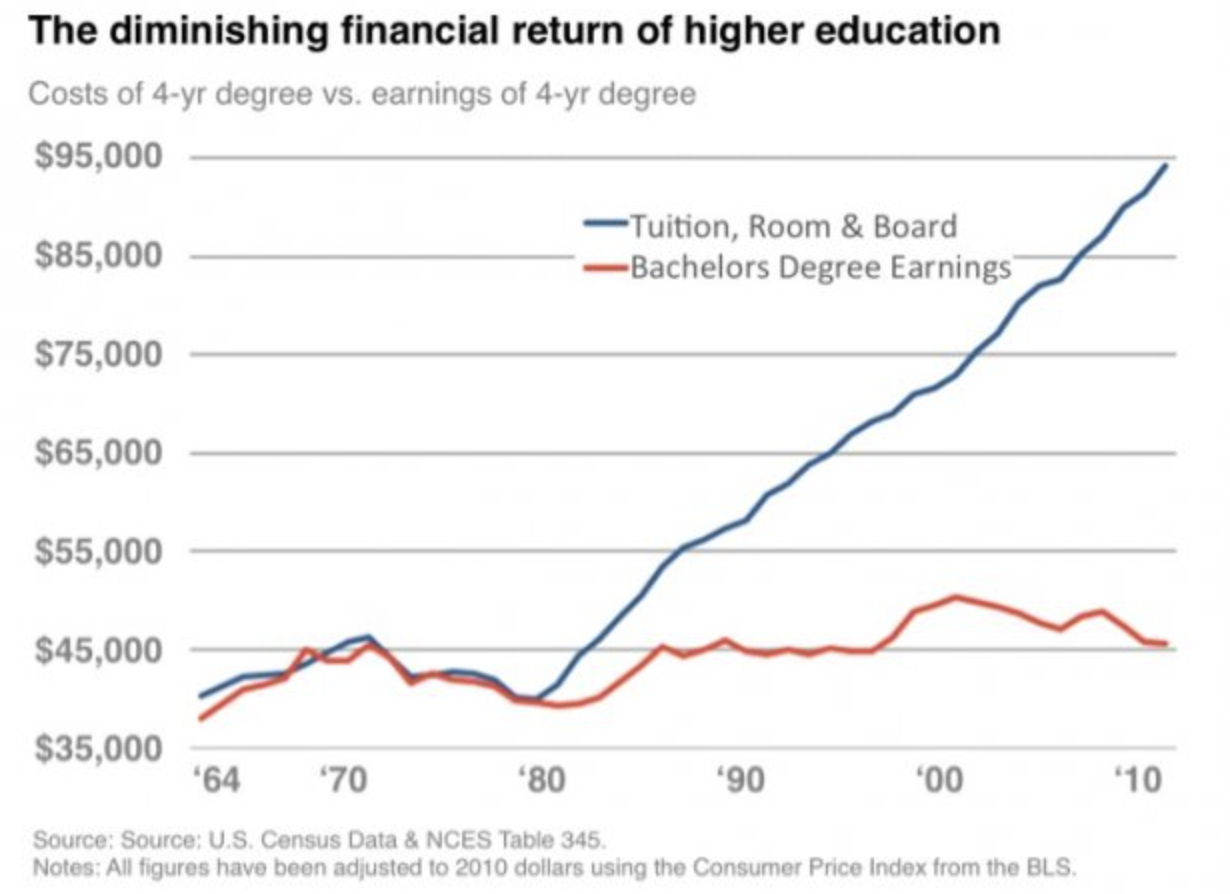 The diminishing financial return of higher education
Costs of 4-yr degree vs. earnings of 4-yr degree
$95,000
Tuition, Room & Board
$85,000
Bachelors Degree Earnings
$75,000
$65,000
$55,000
$45,000
$35,000
‘64 ‘70 ‘80 ‘90 ‘00 ‘10
Source: Source: U.S. Census Data & NCES Table 345.
Notes: All figures have been adjusted to 2010 dollars using the Consumer Price Index from the BLS.